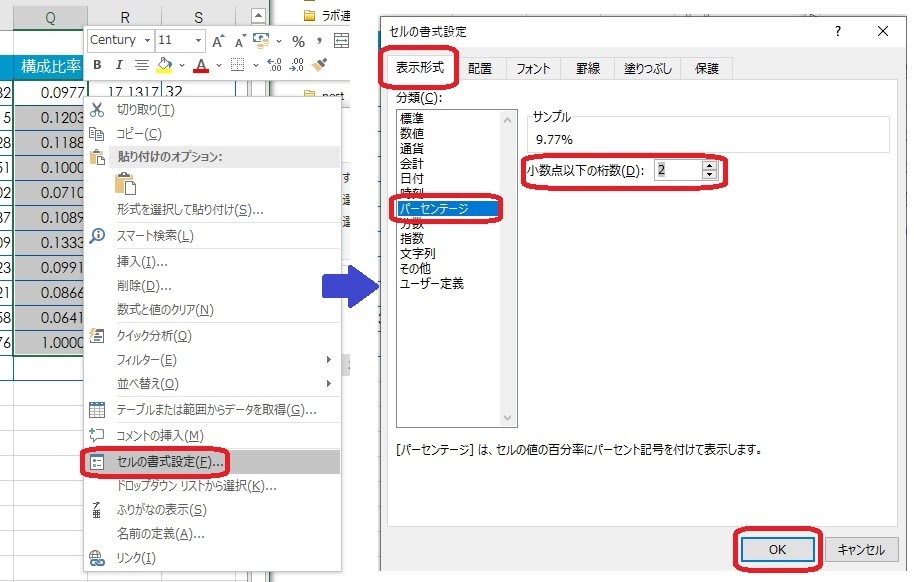 Q R S
ラボ連
Century 11 A A % ,
B I A
構成比率
32 0.0977 17.1317 32
5 0.1203
28 0.1188
51 0.1000
02 0.0710
37 0.1089
09 0.1333
23 0.0991
21 0.0866
58 0.0641
76 1.0000
切り取り(T)
コピー(C)
貼り付けのオプション:
形式を選択して貼り付け(S)...
スマート検索(L)
挿入(I)...
削除(D)...
数式と値のクリア(N)
クイック分析(Q)
フィルター(E)
並べ替え(O)
テーブルまたは範囲からデータを取得(G)...
コメントの挿入(M)
セルの書式設定(F)...
ドロップダウン リストから選択(K)...
ふりがなの表示(S)
名前の定義(A)...
リンク(I)
セルの書式設定
? ×
表示形式 配置 フォント 罫線 塗りつぶし 保護
分類(C):
標準
数値
通貨
会計
日付
時刻
パーセンテージ
分数
指数
文字列
その他
ユーザー定義
サンプル
9.77%
小数点以下の桁数(D): 2
[パーセンテージ] は、セルの値の百分率にパーセント記号を付けて表示します。
OK キャンセル